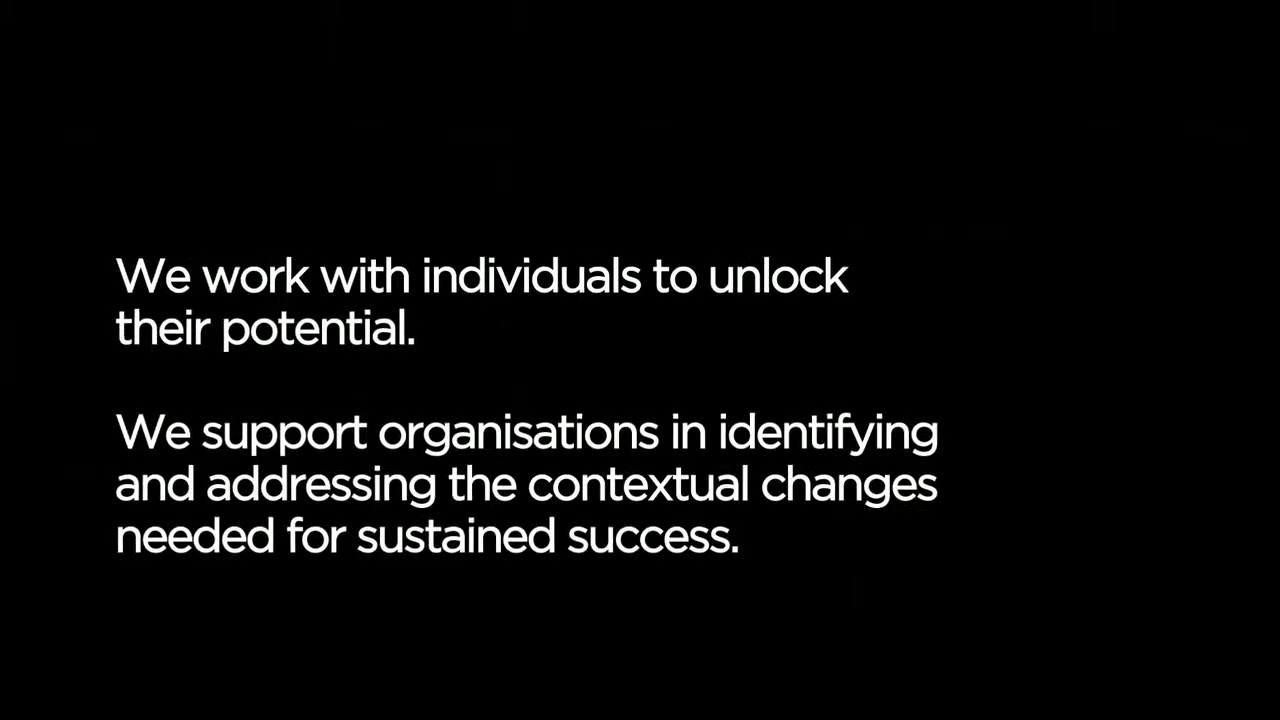 We work with individuals to unlock
their potential.
We support organisations in identifying
and addressing the contextual changes
needed for sustained success.